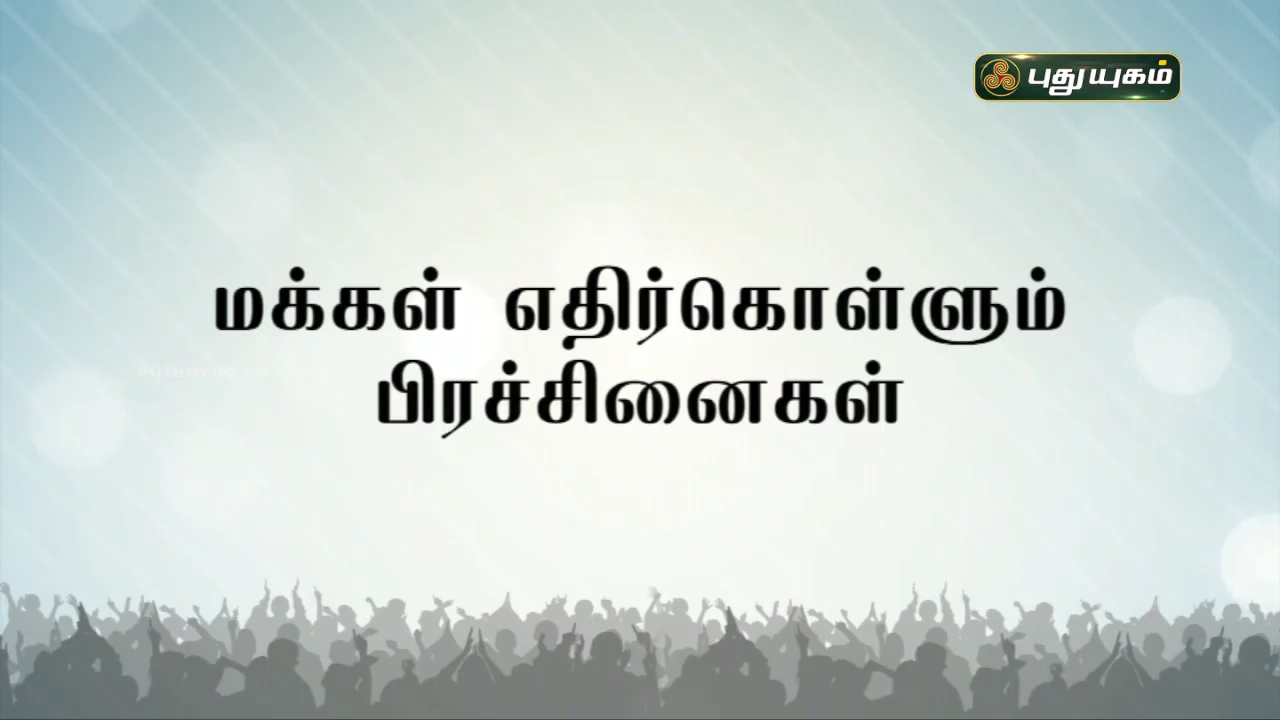 புதுயுகம்
மக்கள் எதிர்கொள்ளும்
பிரச்சினைகள்